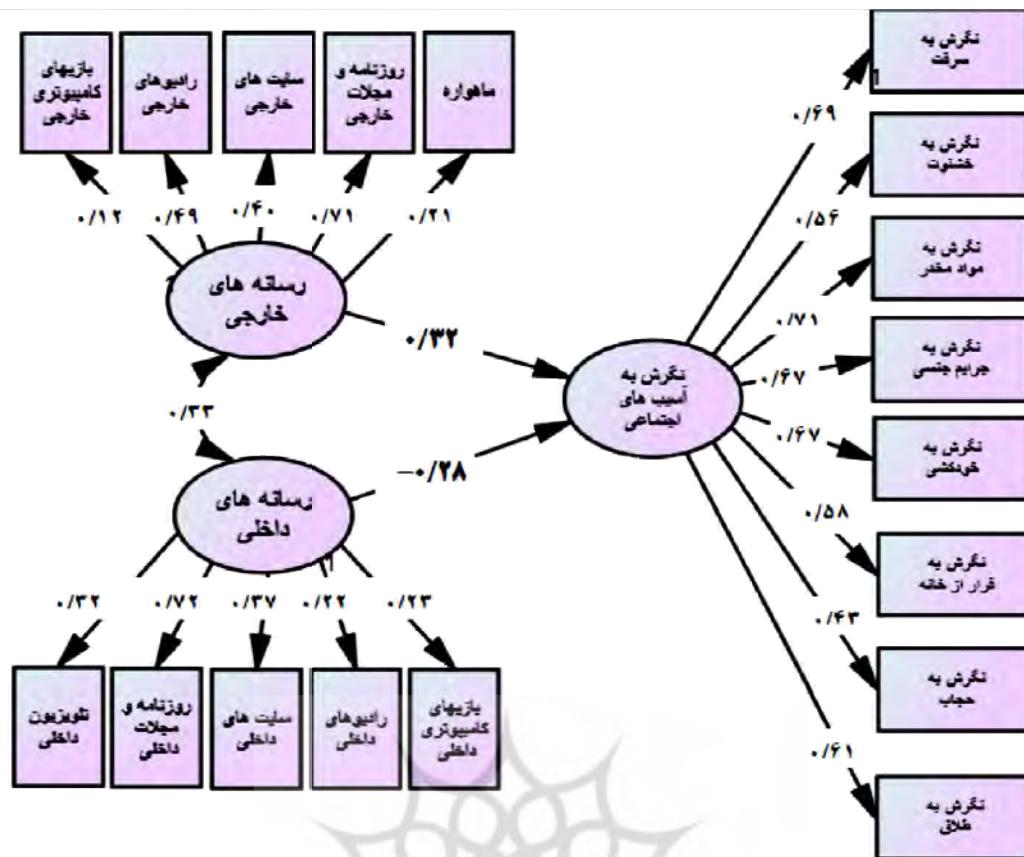 بازیهای
کامپیوتری
خارجی
رادیوهای
خارجی
سایت های
خارجی
روزنامه و
مجلات
خارجی
ماهواره
۰/۱۲
۰/۴۹
۰/۴۰
۰/۷۱
۰/۲۱
رسانه های
خارجی
۰/۳۲
۰/۳۳
رسانه های
داخلی
−۰/۲۸
۰/۳۲
۰/۷۲
۰/۳۷
۰/۲۲
۰/۲۳
تلویزیون
داخلی
روزنامه و
مجلات
داخلی
سایت های
داخلی
رادیوهای
داخلی
بازیهای
کامپیوتری
داخلی
نگرش به
آسیب های
اجتماعی
۰/۶۹
۰/۵۶
۰/۷۱
۰/۶۷
۰/۶۷
۰/۵۸
۰/۴۳
۰/۶۱
نگرش به
سرقت
نگرش به
خشنوت
نگرش به
مواد مخدر
نگرش به
جرایم جنسی
نگرش به
خودکشی
نگرش به
فرار از خانه
نگرش به
حجاب
نگرش به
طلاق